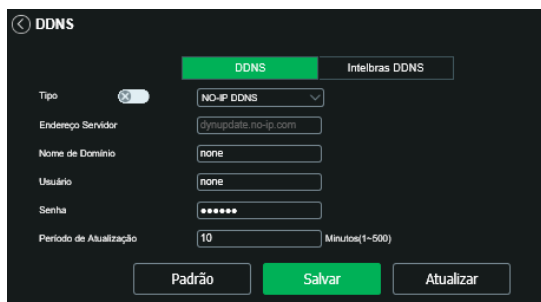 DDNS
DDNS Intelbras DDNS
Tipo NO-IP DDNS
Endereço Servidor dynupdate.no-ip.com
Nome de Domínio none
Usuário none
Senha ●●●●●●
Período de Atualização 10 Minutos(1~500)
Padrão Salvar Atualizar